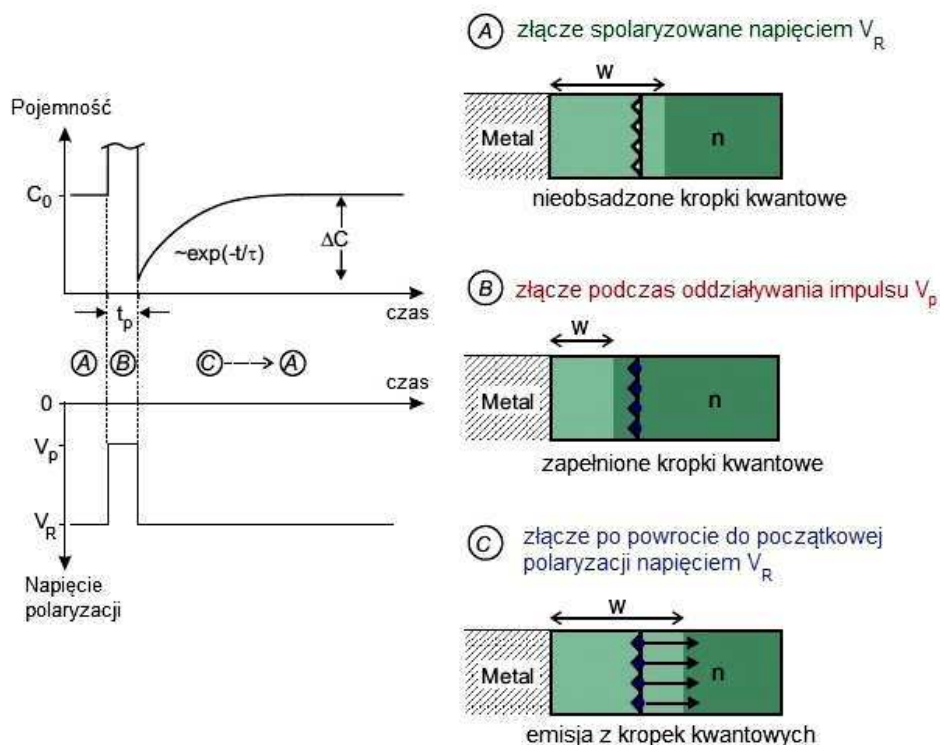 Pojemność
C0
ΔC
~exp(-t/τ)
tp
czas
A B C A
czas
0
Vp
VR
Napięcie
polaryzacji
A złącze spolaryzowane napięciem VR
W
Metal n
nieobsadzone kropki kwantowe
B złącze podczas oddziaływania impulsu Vp
W
Metal n
zapełnione kropki kwantowe
C złącze po powrocie do początkowej
polaryzacji napięciem VR
W
Metal n
emisja z kropek kwantowych